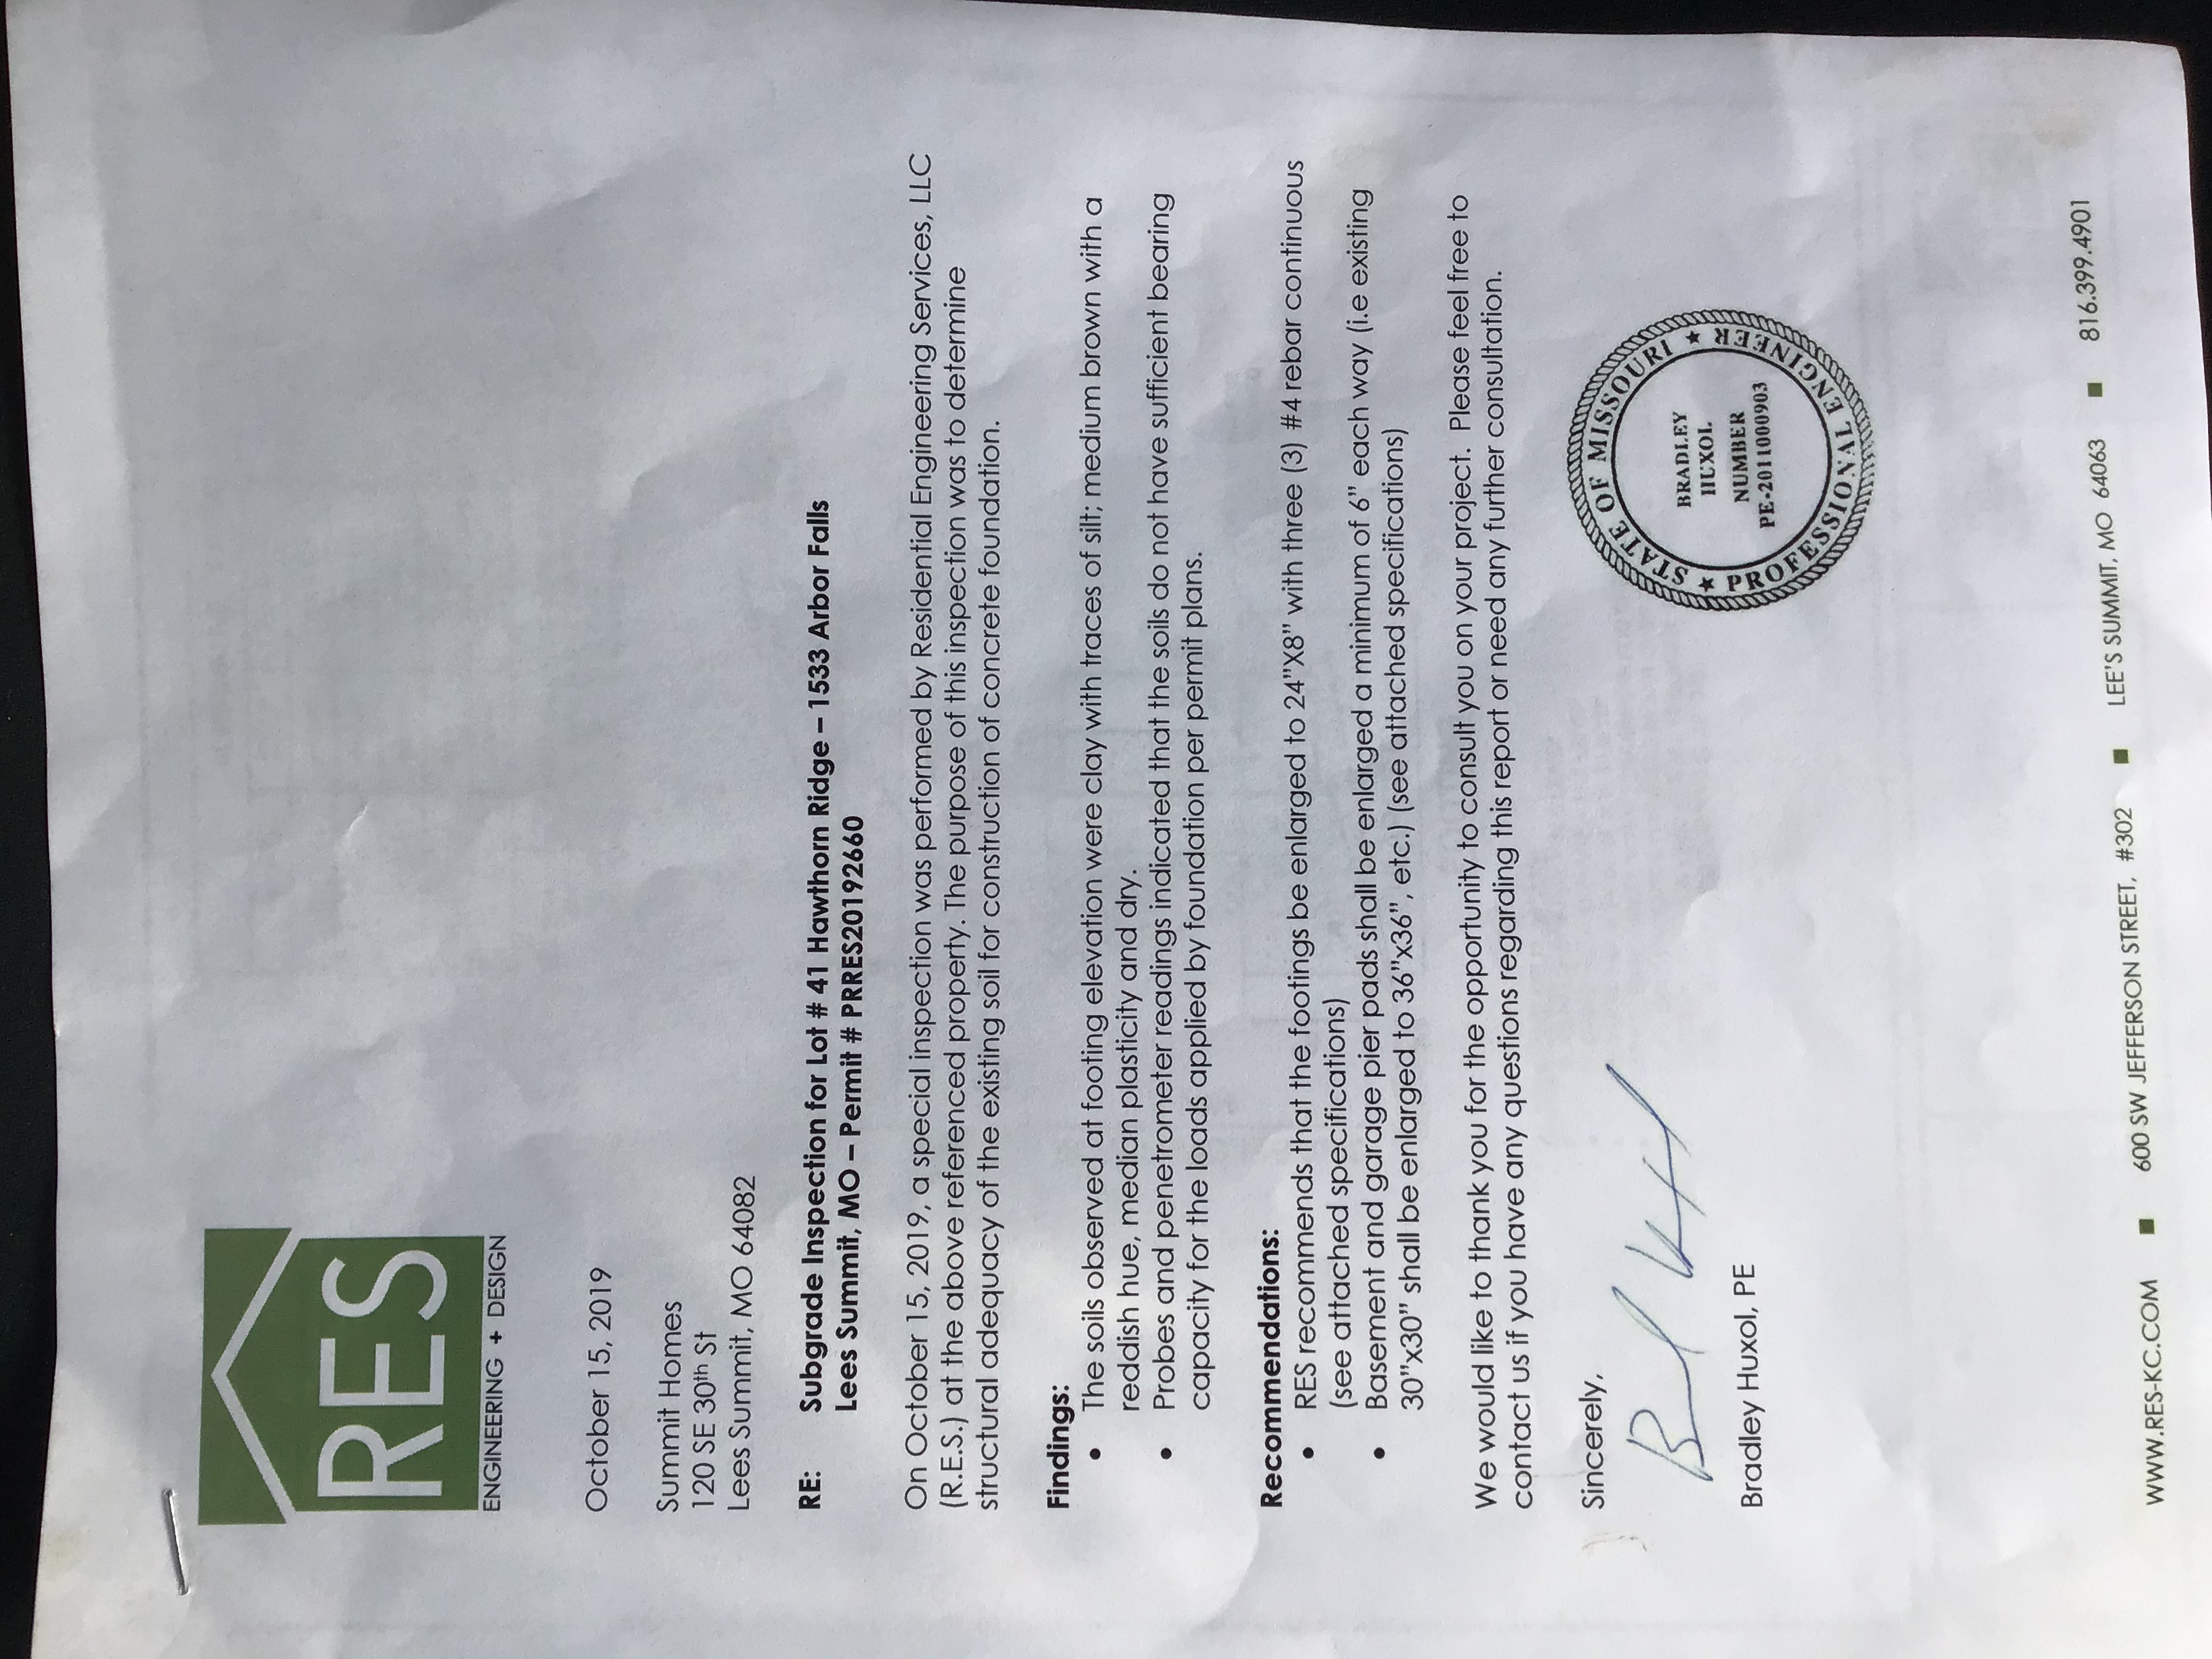 RES
ENGINEERING + DESIGN
October 15, 2019
Summit Homes
120 SE 30th St
Lees Summit, MO 64082
RE: Subgrade Inspection for Lot # 41 Hawthorn Ridge – 1533 Arbor Falls
Lees Summit, MO – Permit # PRRES20192660
On October 15, 2019, a special inspection was performed by Residential Engineering Services, LLC
(R.E.S.) at the above referenced property. The purpose of this inspection was to determine
structural adequacy of the existing soil for construction of concrete foundation.
Findings:
• The soils observed at footing elevation were clay with traces of silt; medium brown with a
reddish hue, median plasticity and dry.
• Probes and penetrometer readings indicated that the soils do not have sufficient bearing
capacity for the loads applied by foundation per permit plans.
Recommendations:
• RES recommends that the footings be enlarged to 24"X8" with three (3) #4 rebar continuous
(see attached specifications)
• Basement and garage pier pads shall be enlarged a minimum of 6" each way (i.e existing
30"x30" shall be enlarged to 36"x36", etc.) (see attached specifications)
We would like to thank you for the opportunity to consult you on your project. Please feel free to
contact us if you have any questions regarding this report or need any further consultation.
Sincerely,
Bradley Huxol, PE
STATE OF MISSOURI
BRADLEY
HUXOL
NUMBER
PE-2011000903
★ PROFESSIONAL ENGINEER ★
WWW.RES-KC.COM ■ 600 SW JEFFERSON STREET, #302 ■ LEE'S SUMMIT, MO 64063 ■ 816.399.4901